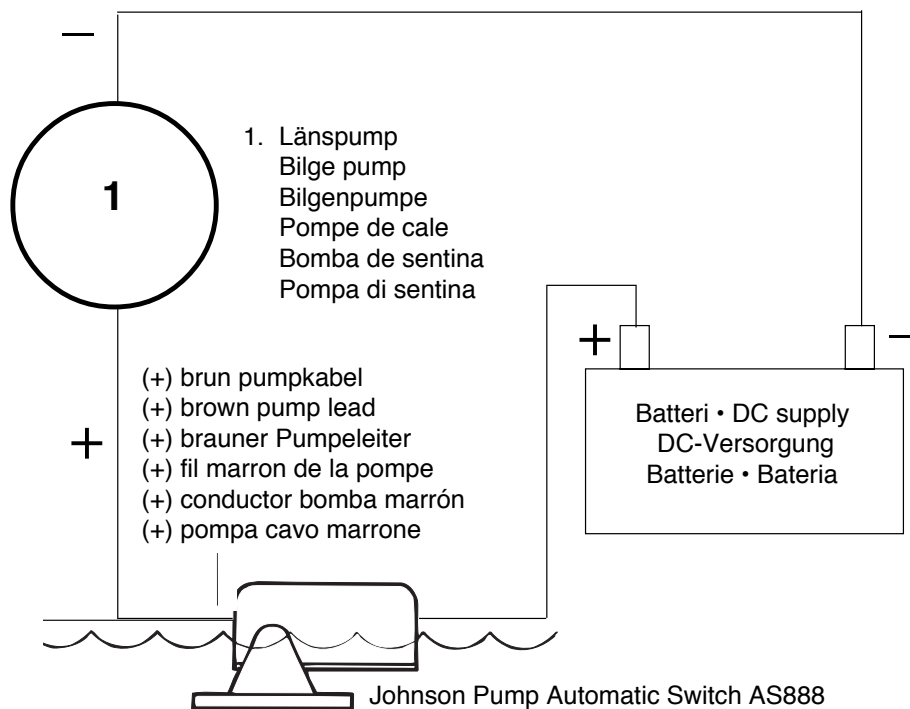 1
1. Länspump
Bilge pump
Bilgenpumpe
Pompe de cale
Bomba de sentina
Pompa di sentina
(+) brun pumpkabel
(+) brown pump lead
(+) brauner Pumpeleiter
(+) fil marron de la pompe
(+) conductor bomba marrón
(+) pompa cavo marrone
Batteri • DC supply
DC-Versorgung
Batterie • Bateria
Johnson Pump Automatic Switch AS888